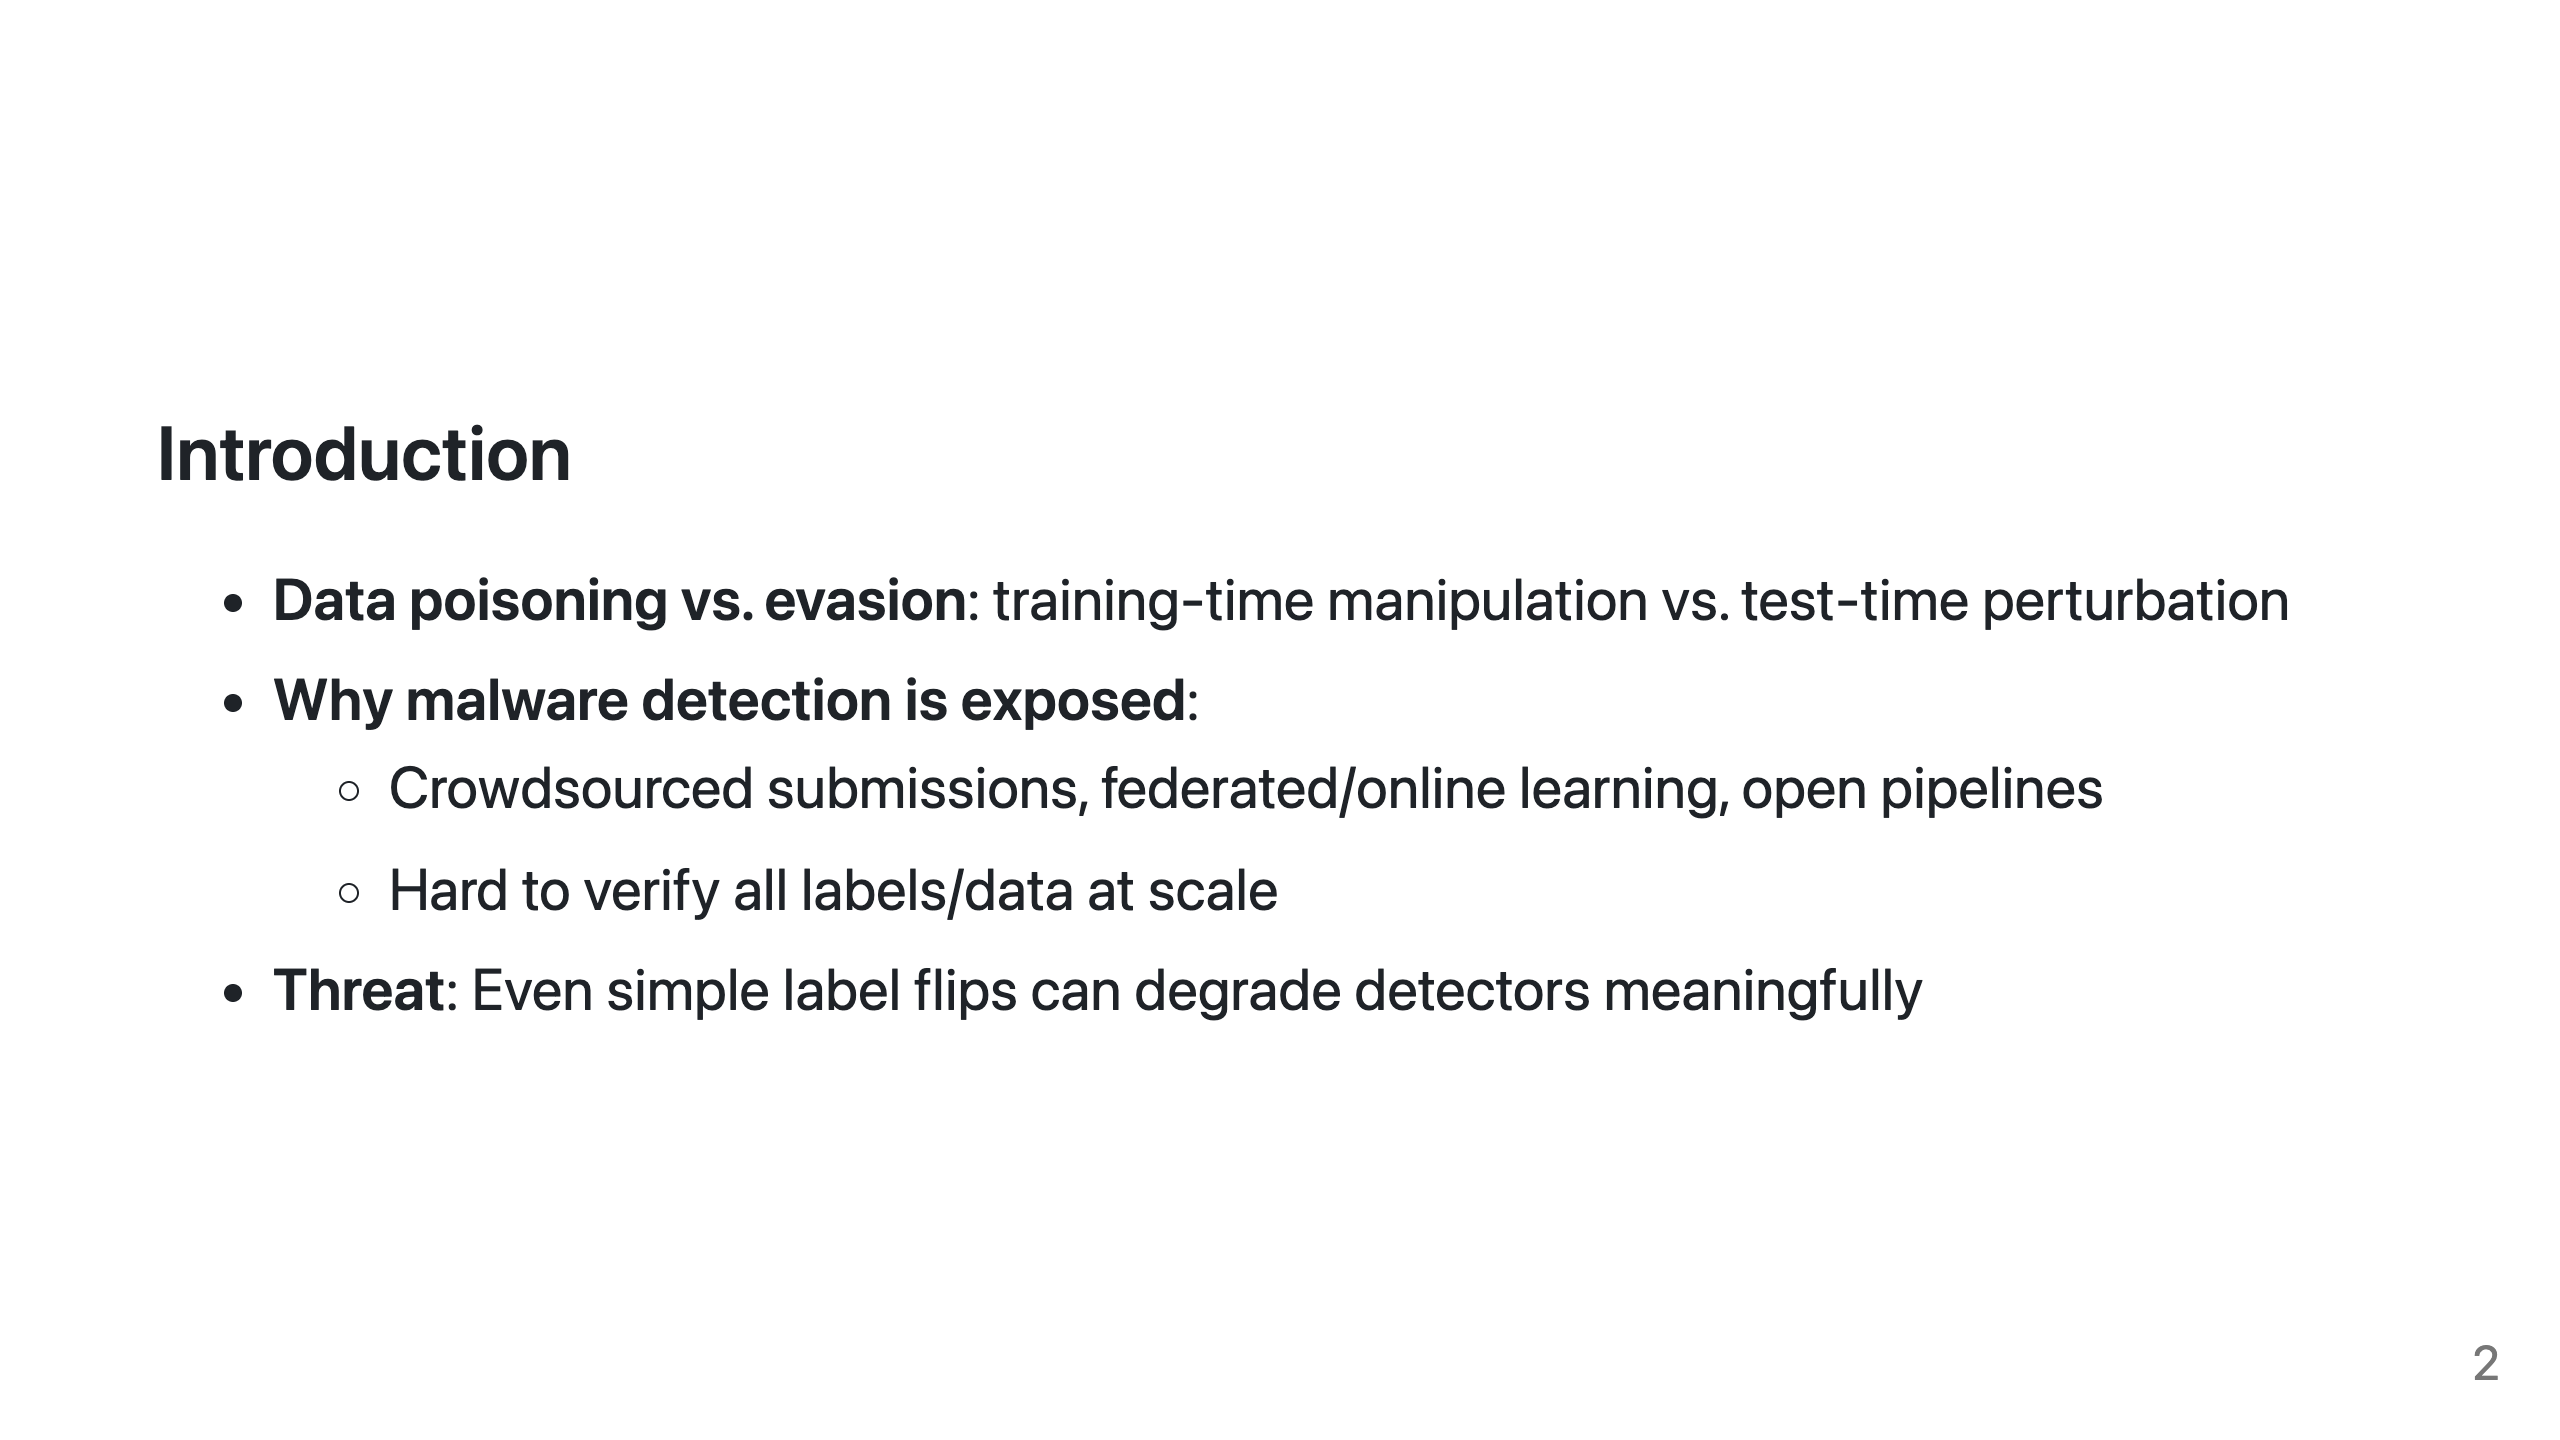 Introduction
Data poisoning vs. evasion: training-time manipulation vs. test-time perturbation
Why malware detection is exposed:
Crowdsourced submissions, federated/online learning, open pipelines
Hard to verify all labels/data at scale
Threat: Even simple label flips can degrade detectors meaningfully
2